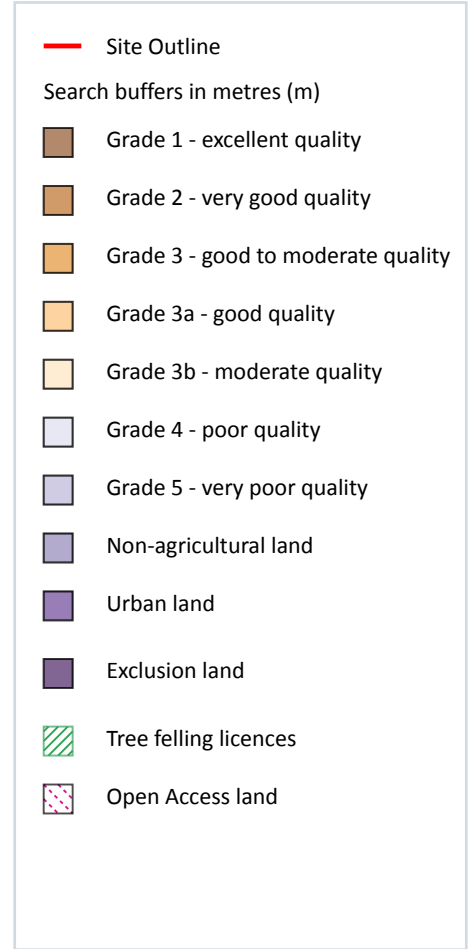 Site Outline
Search buffers in metres (m)
Grade 1 - excellent quality
Grade 2 - very good quality
Grade 3 - good to moderate quality
Grade 3a - good quality
Grade 3b - moderate quality
Grade 4 - poor quality
Grade 5 - very poor quality
Non-agricultural land
Urban land
Exclusion land
Tree felling licences
Open Access land